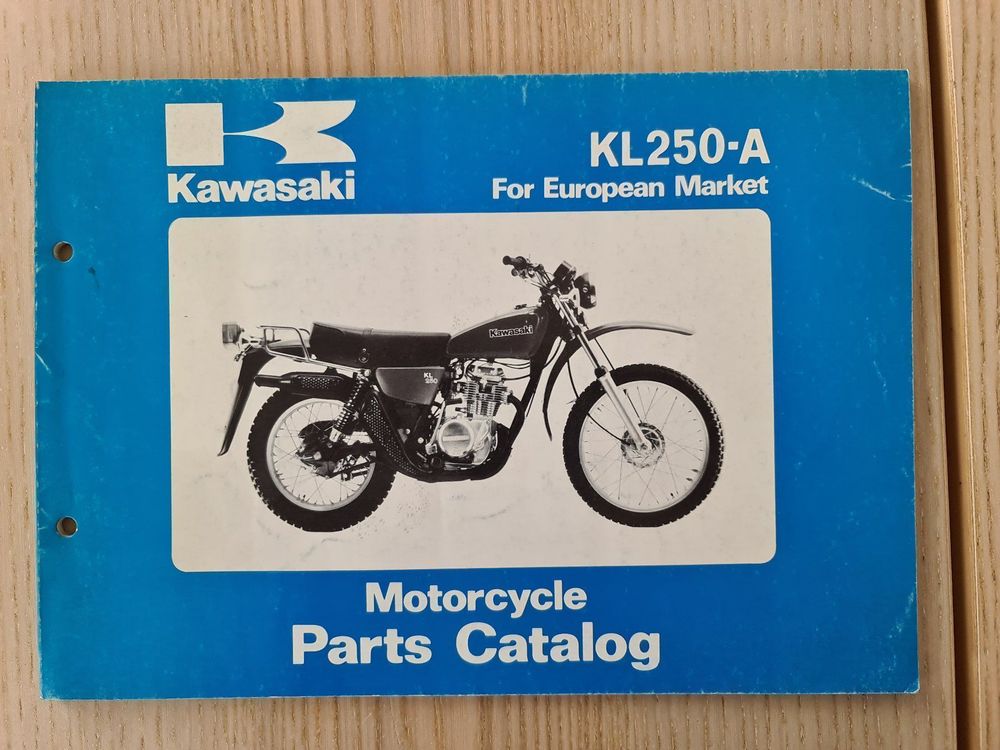 Kawasaki
KL250-A
For European Market
Kawasaki
KL
250
Motorcycle
Parts Catalog